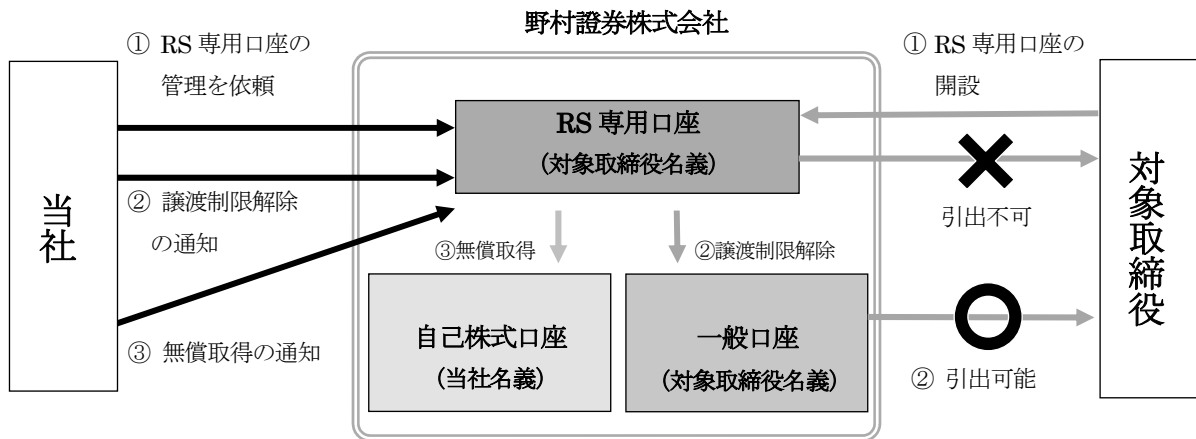 野村證券株式会社
① RS 専用口座の
管理を依頼
① RS 専用口座の
開設
当社
② 譲渡制限解除
の通知
③ 無償取得の通知
RS 専用口座
(対象取締役名義)
③無償取得
②譲渡制限解除
自己株式口座
(当社名義)
一般口座
(対象取締役名義)
引出不可
② 引出可能
対象取締役